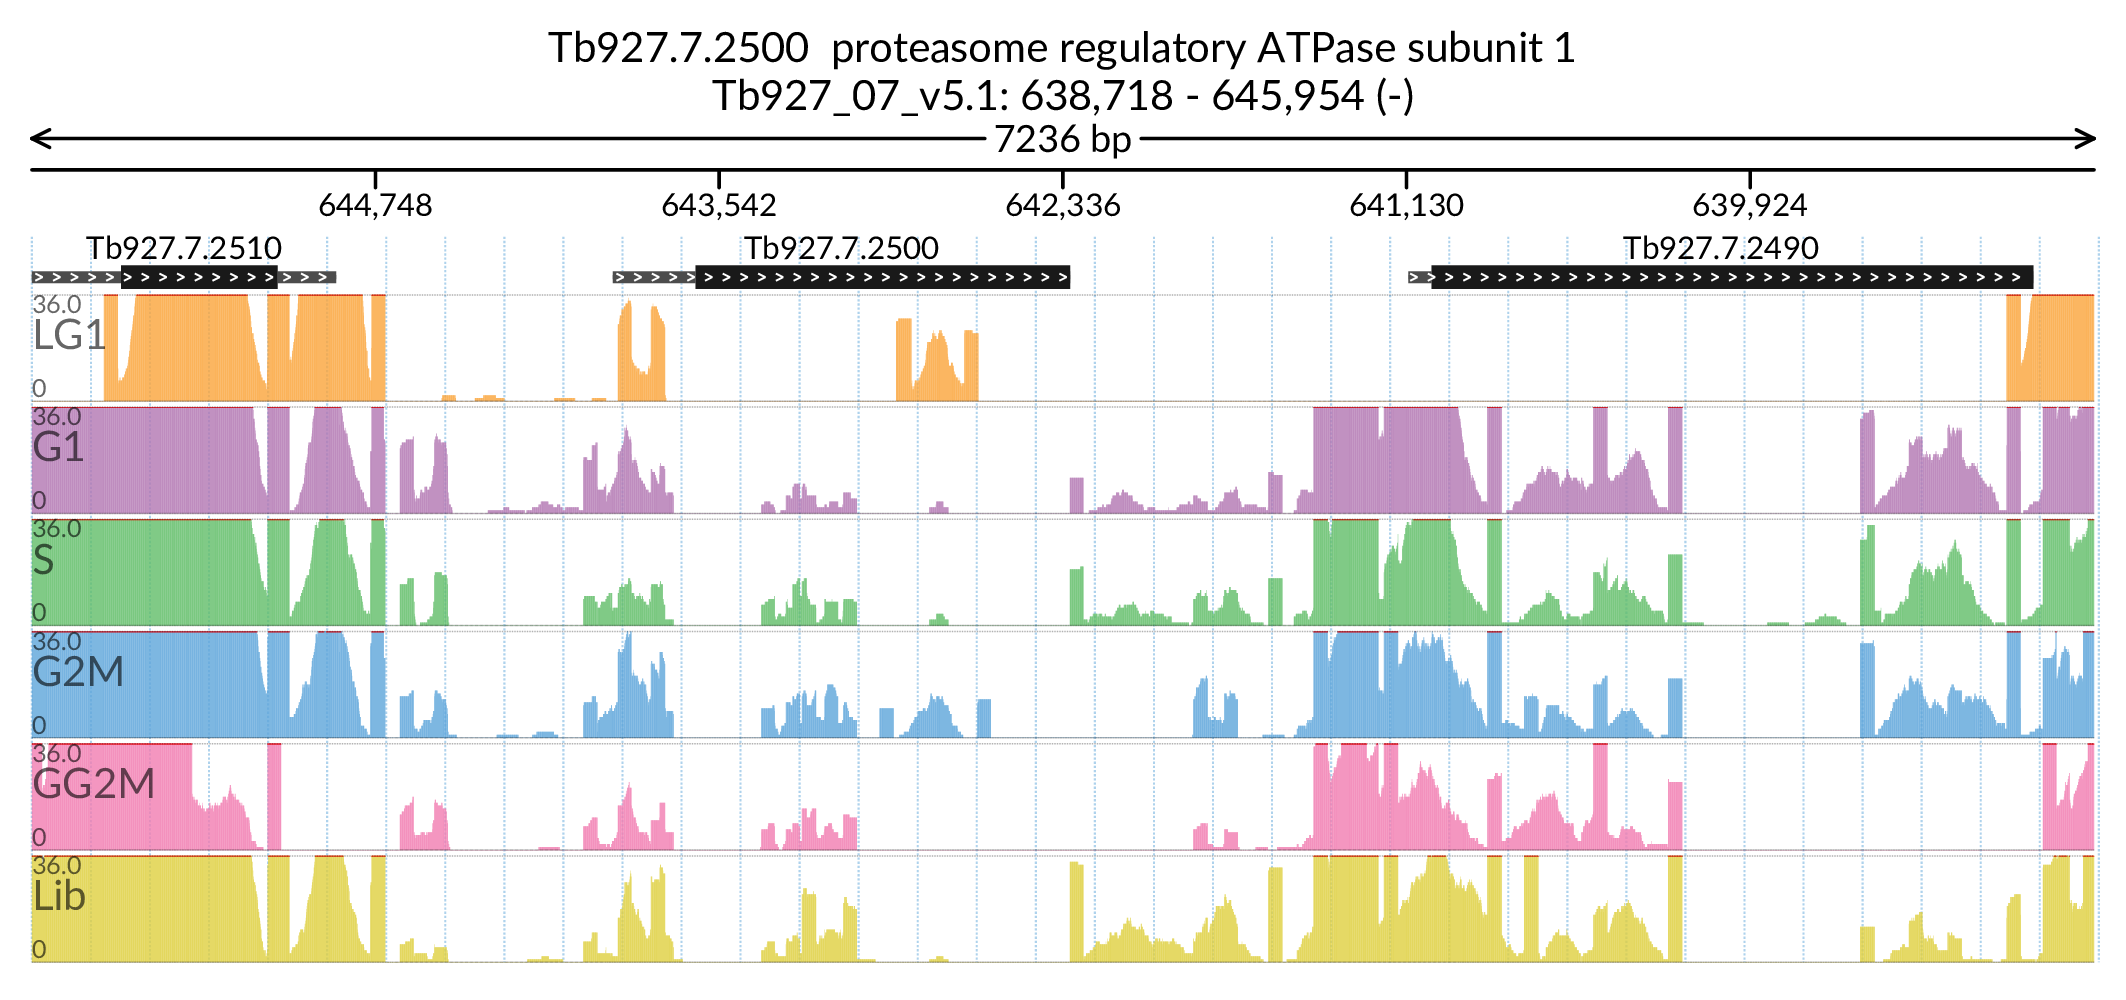 Tb927.7.2500  proteasome regulatory ATPase subunit 1
Tb927_07_v5.1: 638,718 - 645,954 (-)
7236 bp
644,748 643,542 642,336 641,130 639,924
Tb927.7.2510 Tb927.7.2500 Tb927.7.2490
36.0
LG1
0
36.0
G1
0
36.0
S
0
36.0
G2M
0
36.0
GG2M
0
36.0
Lib
0